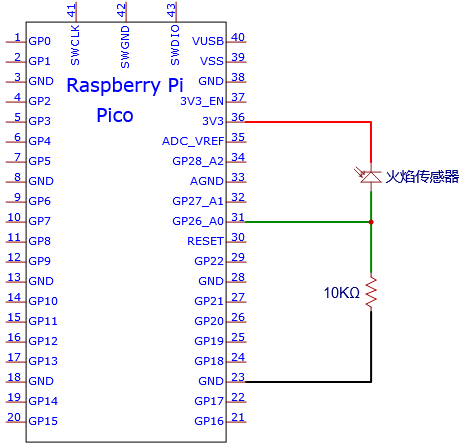 41 42 43
SWCLK SWGND SWDIO
Raspberry Pi
Pico
1 GP0 VUSB 40
2 GP1 VSS 39
3 GND GND 38
4 GP2 3V3_EN 37
5 GP3 3V3 36
6 GP4 ADC_VREF 35
7 GP5 GP28_A2 34
8 GND AGND 33
9 GP6 GP27_A1 32
10 GP7 GP26_A0 31
11 GP8 RESET 30
12 GP9 GP22 29
13 GND GND 28
14 GP10 GP21 27
15 GP11 GP20 26
16 GP12 GP19 25
17 GP13 GP18 24
18 GND GND 23
19 GP14 GP17 22
20 GP15 GP16 21
火焰传感器
10KΩ